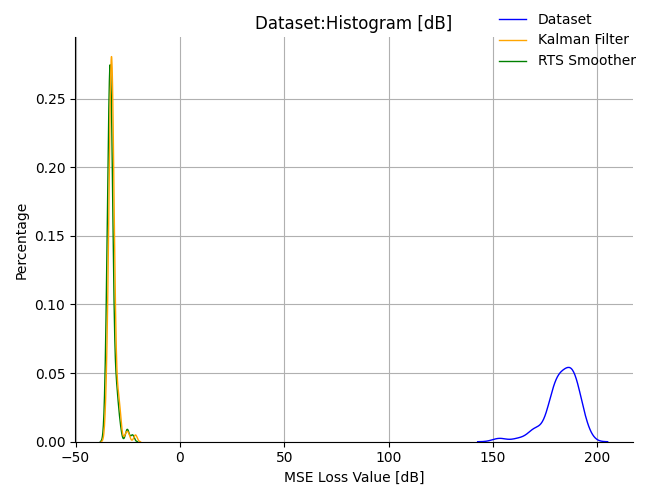 Dataset:Histogram [dB]
Dataset
Kalman Filter
RTS Smoother
Percentage
0.25
0.20
0.15
0.10
0.05
0.00
−50
0
50
100
150
200
MSE Loss Value [dB]